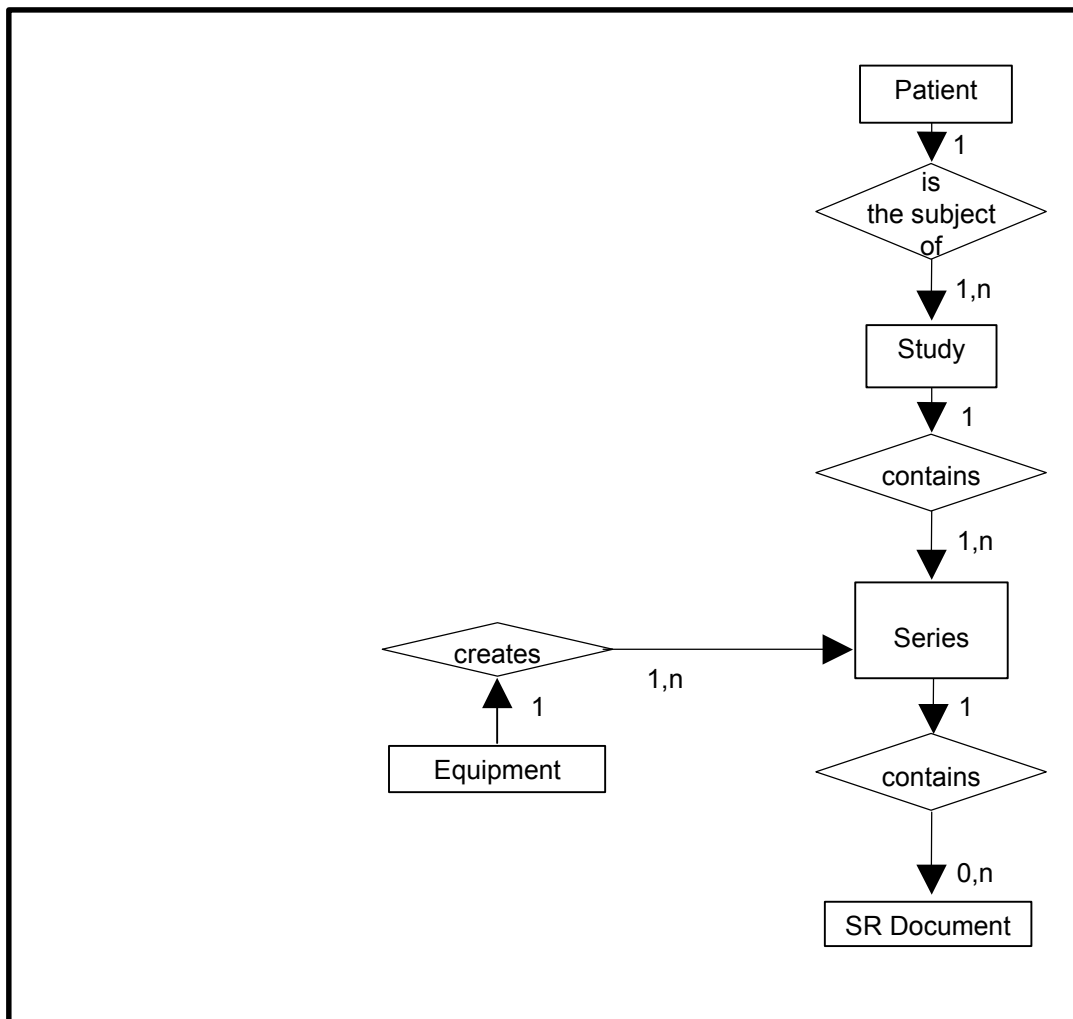 Patient
1
is
the subject
of
1,n
Study
1
contains
1,n
Series
creates
1,n
1
1
Equipment
contains
0,n
SR Document